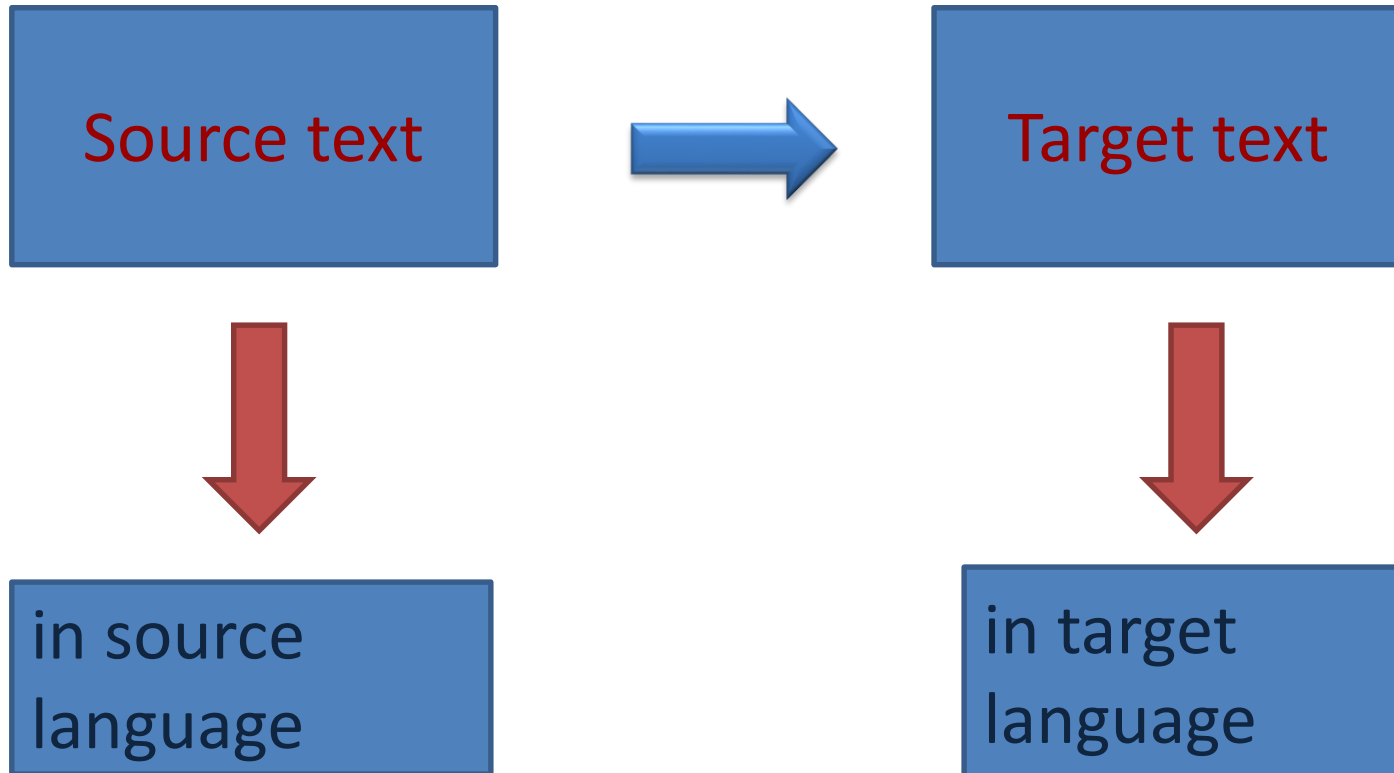 Source text
Target text
in source
language
in target
language